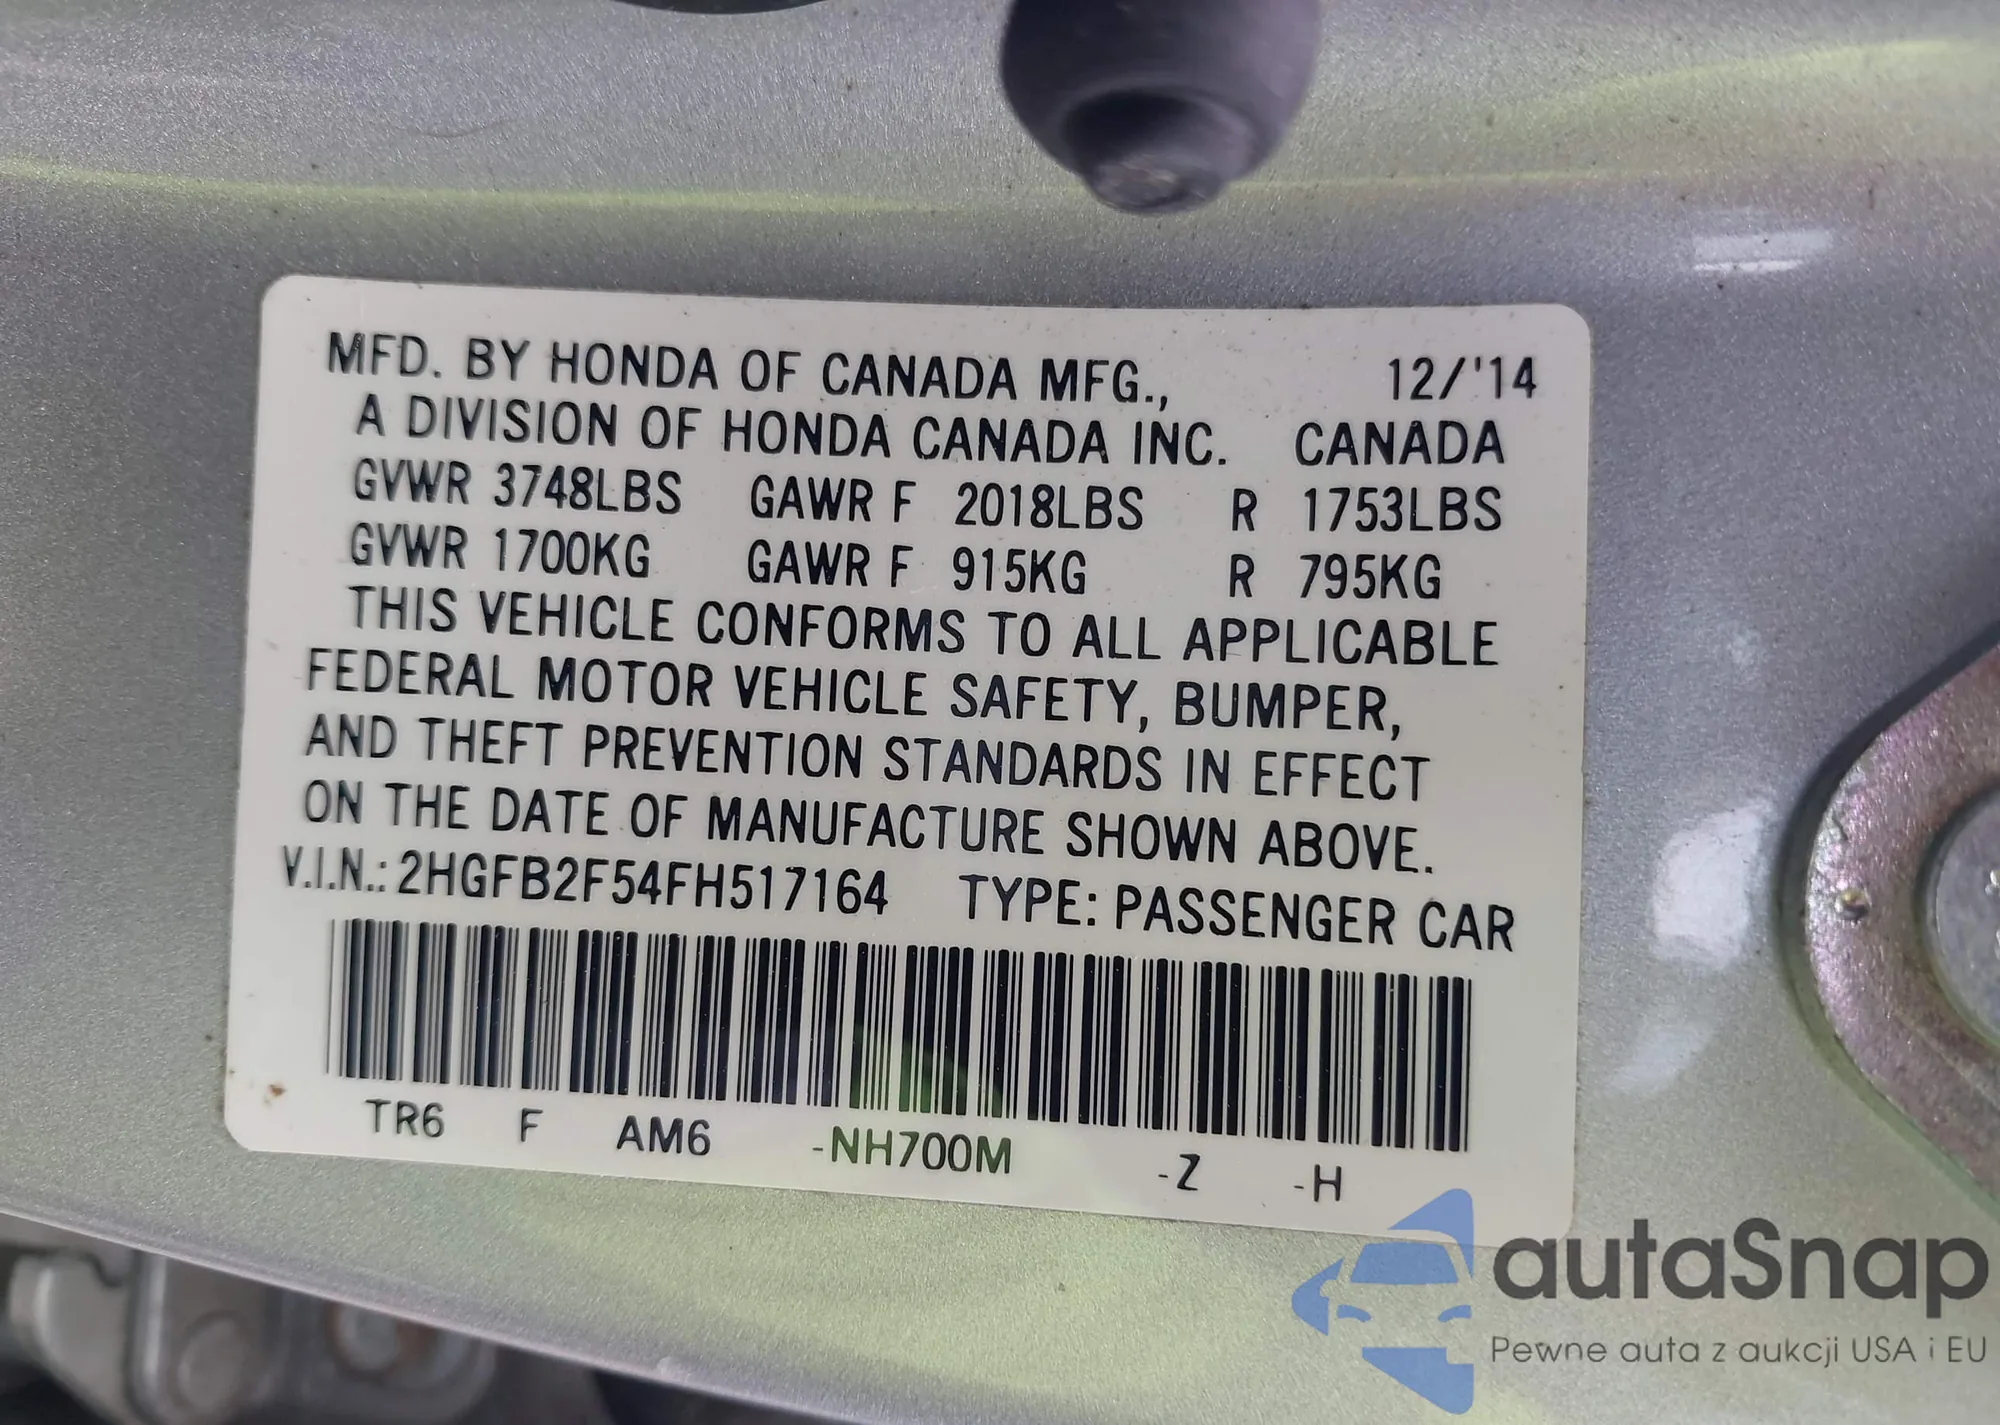 MFD. BY HONDA OF CANADA MFG., 12/'14
A DIVISION OF HONDA CANADA INC. CANADA
GVWR 3748LBS GAWR F 2018LBS R 1753LBS
GVWR 1700KG GAWR F 915KG R 795KG
THIS VEHICLE CONFORMS TO ALL APPLICABLE
FEDERAL MOTOR VEHICLE SAFETY, BUMPER,
AND THEFT PREVENTION STANDARDS IN EFFECT
ON THE DATE OF MANUFACTURE SHOWN ABOVE.
V.I.N.: 2HGFB2F54FH517164 TYPE: PASSENGER CAR
TR6 F AM6 -NH700M -Z -H
autaSnap
Pewne auta z aukcji USA i EU